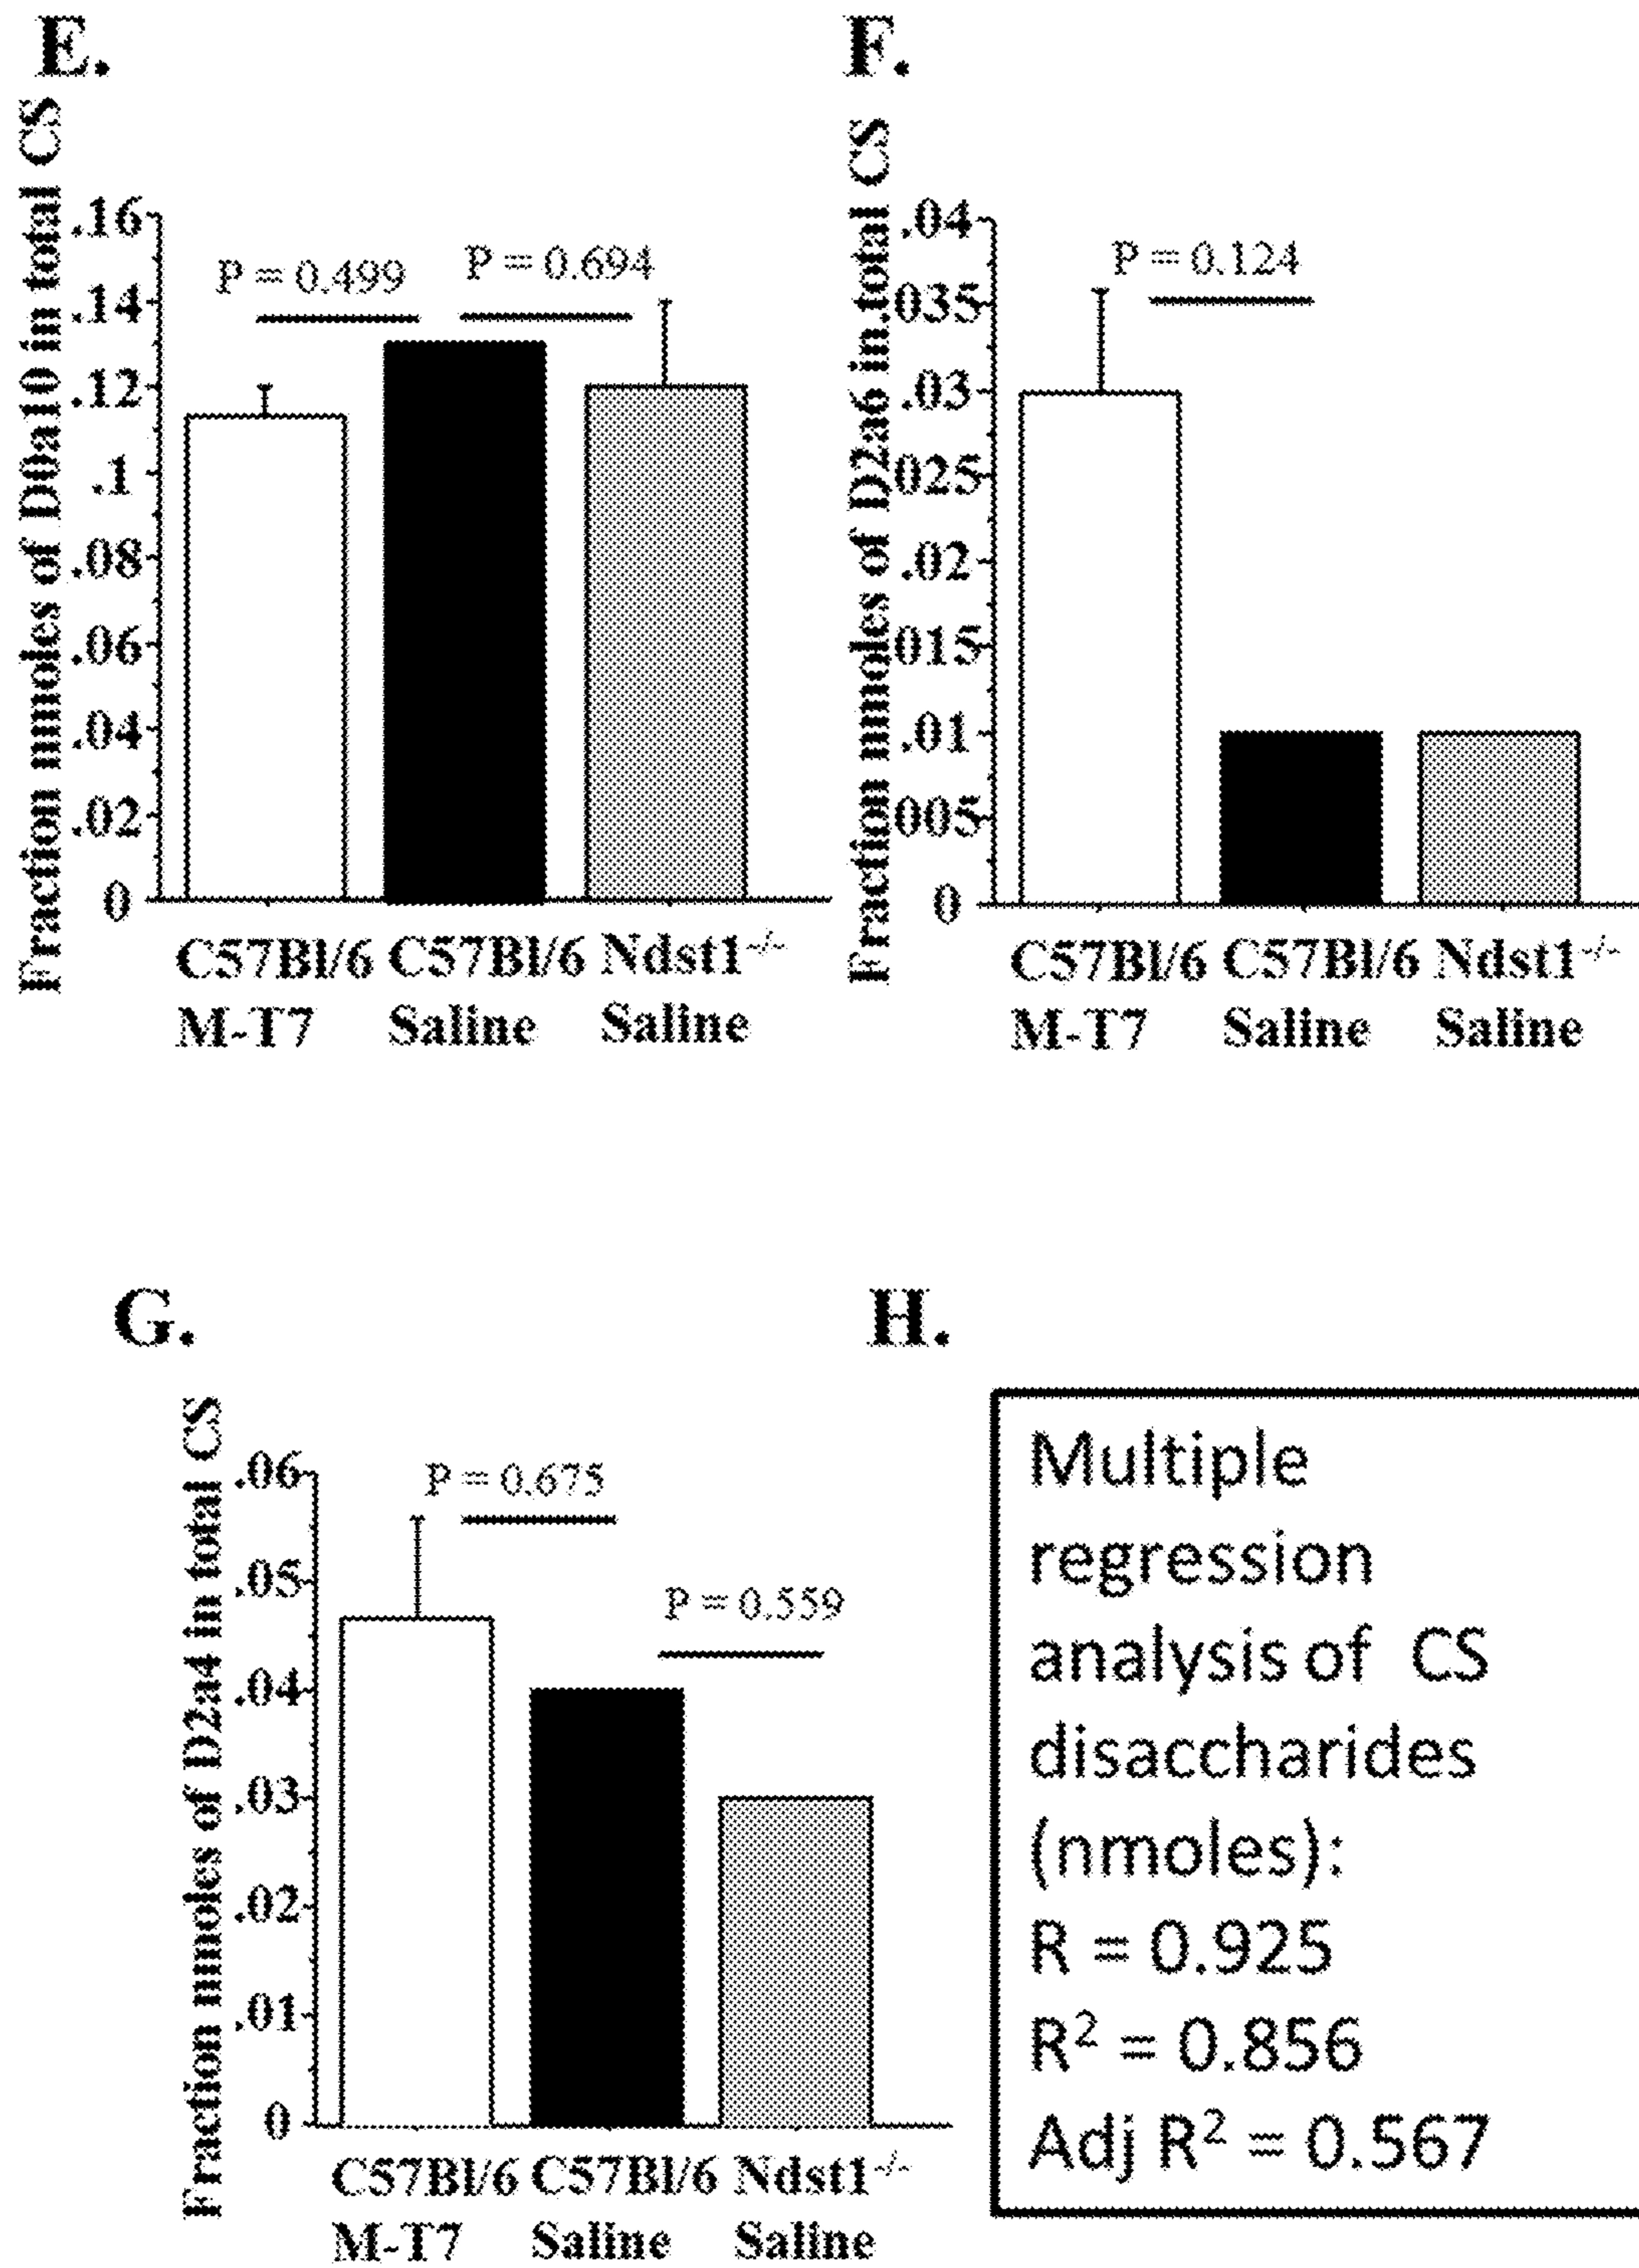 E.
Fraction nmoles of D0a10 in total CS
.16
.14
.12
.1
.08
.06
.04
.02
0
P = 0.499
P = 0.694
C57Bl/6 C57Bl/6 Ndst1-/-
M-T7 Saline Saline
F.
Fraction nmoles of D2a6 in total CS
.04
.035
.03
025
.02
015
.01
005
0
P = 0.124
C57Bl/6 C57Bl/6 Ndst1-/-
M-T7 Saline Saline
G.
Fraction nmoles of D2a4 in total CS
.06
.05
.04
.03
.02
.01
0
P = 0.675
P = 0.559
C57Bl/6 C57Bl/6 Ndst1-/-
M-T7 Saline Saline
H.
Multiple
regression
analysis of CS
disaccharides
(nmoles):
R = 0.925
R² = 0.856
Adj R² = 0.567